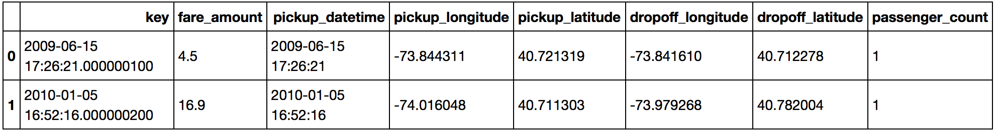 key fare_amount pickup_datetime pickup_longitude pickup_latitude dropoff_longitude dropoff_latitude passenger_count
0 2009-06-15 17:26:21.000000100 4.5 2009-06-15 17:26:21 -73.844311 40.721319 -73.841610 40.712278 1
1 2010-01-05 16:52:16.000000200 16.9 2010-01-05 16:52:16 -74.016048 40.711303 -73.979268 40.782004 1